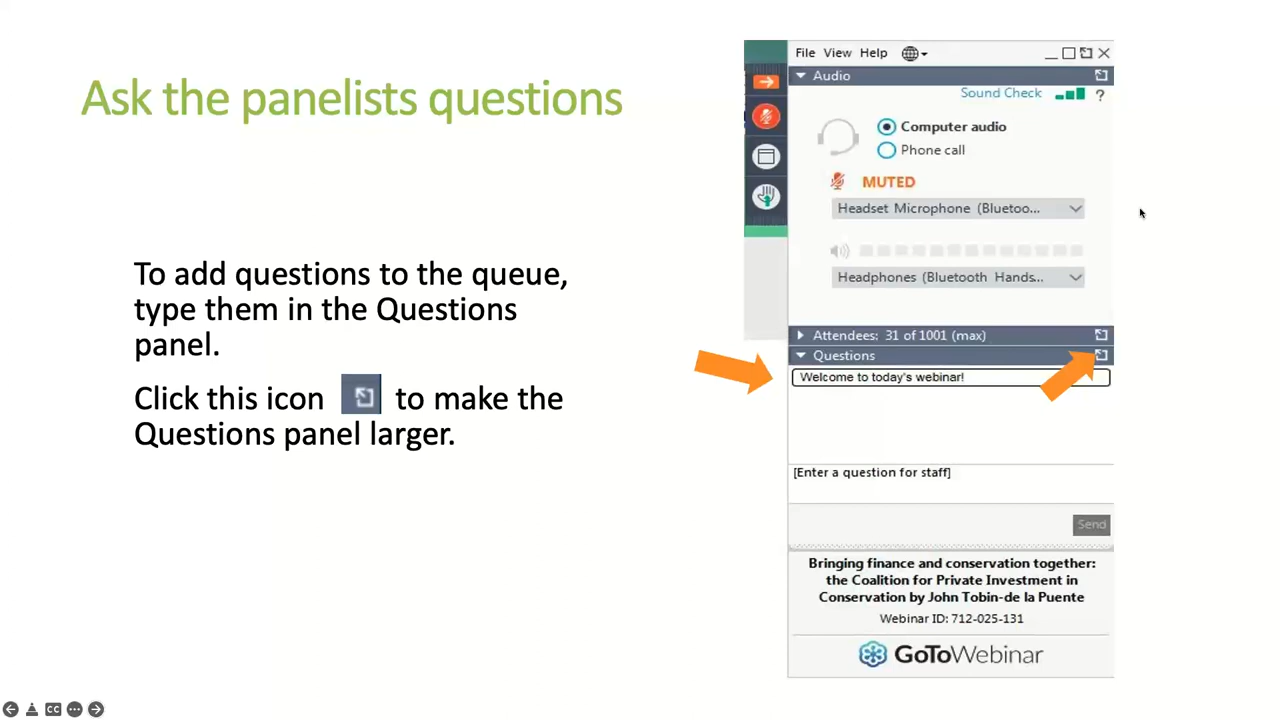 Ask the panelists questions
To add questions to the queue,
type them in the Questions
panel.
Click this icon to make the
Questions panel larger.
File View Help
Audio
Sound Check ?
Computer audio
Phone call
MUTED
Headset Microphone (Bluetoo...
Headphones (Bluetooth Hands...
Attendees: 31 of 1001 (max)
Questions
Welcome to today's webinar!
[Enter a question for staff]
Send
Bringing finance and conservation together:
the Coalition for Private Investment in
Conservation by John Tobin-de la Puente
Webinar ID: 712-025-131
GoToWebinar
CC